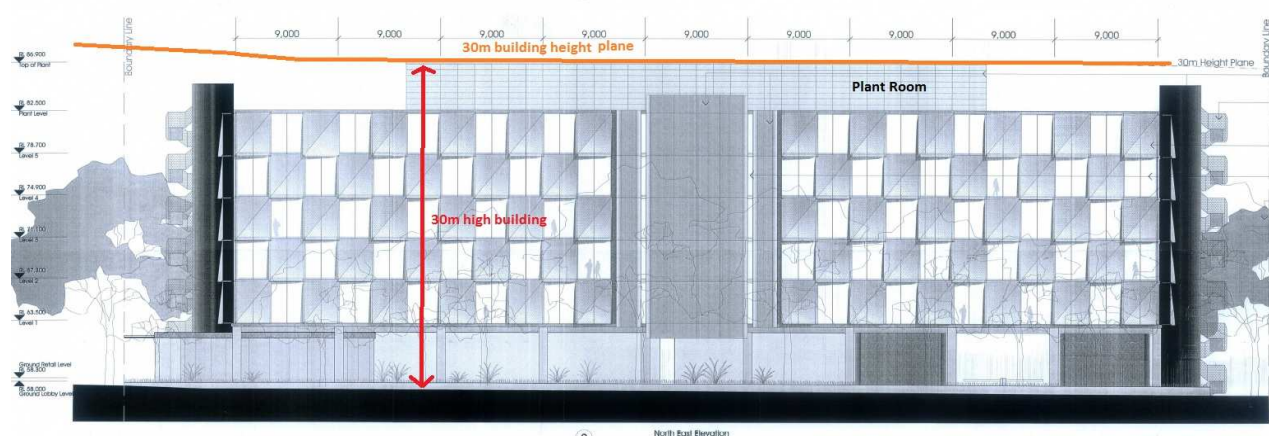 Boundary Line
9,000
9,000
9,000
9,000
9,000
9,000
9,000
9,000
9,000
Boundary Line
30m building height plane
RL 86.900
Top of Plant
30m Height Plane
Plant Room
RL 82.500
Plant Level
RL 78.700
Level 5
RL 74.900
Level 4
30m high building
RL 71.100
Level 3
RL 67.300
Level 2
RL 63.500
Level 1
Ground Retail Level
RL 58.300
RL 58.000
Ground Lobby Level
North East Elevation